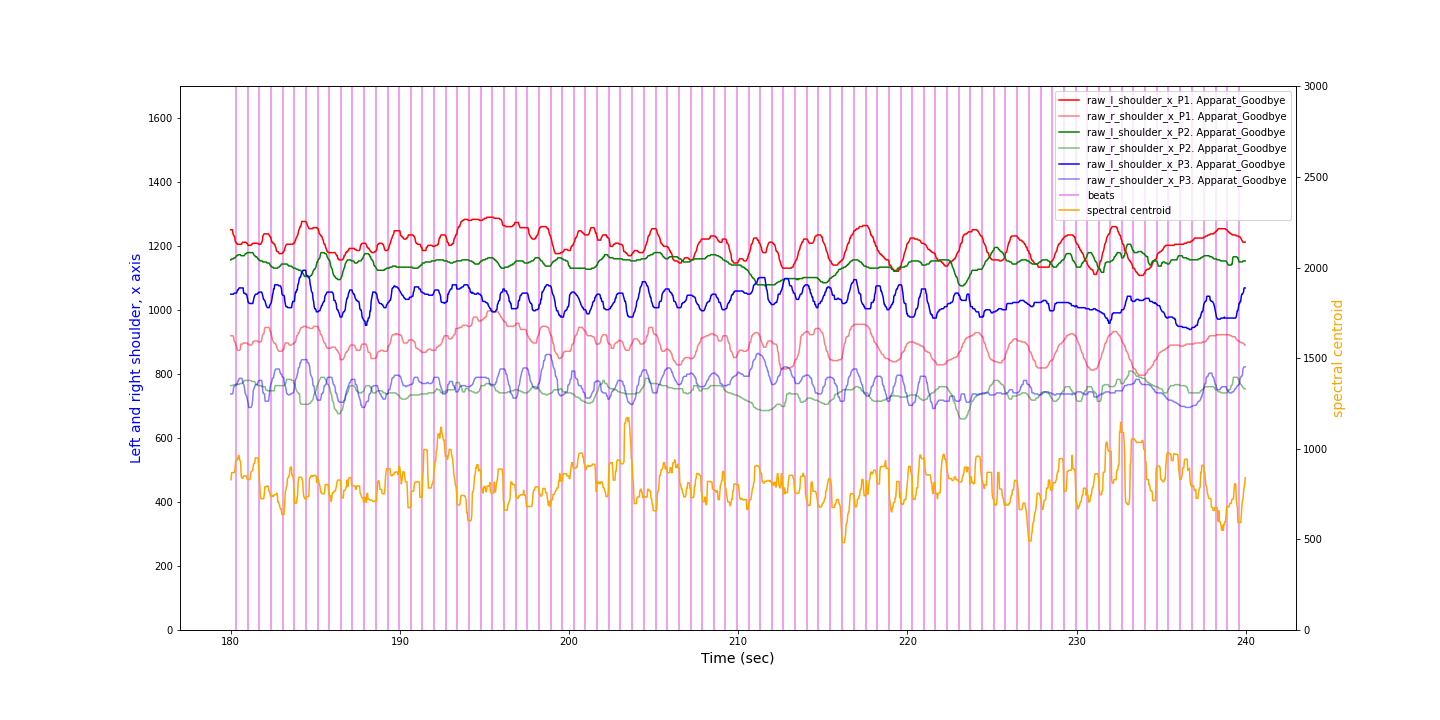 Left and right shoulder, x axis
1600
1400
1200
1000
800
600
400
200
0
raw_l_shoulder_x_P1. Apparat_Goodbye
raw_r_shoulder_x_P1. Apparat_Goodbye
raw_l_shoulder_x_P2. Apparat_Goodbye
raw_r_shoulder_x_P2. Apparat_Goodbye
raw_l_shoulder_x_P3. Apparat_Goodbye
raw_r_shoulder_x_P3. Apparat_Goodbye
beats
spectral centroid
3000
2500
2000
1500
1000
500
0
spectral centroid
180
190
200
210
220
230
240
Time (sec)